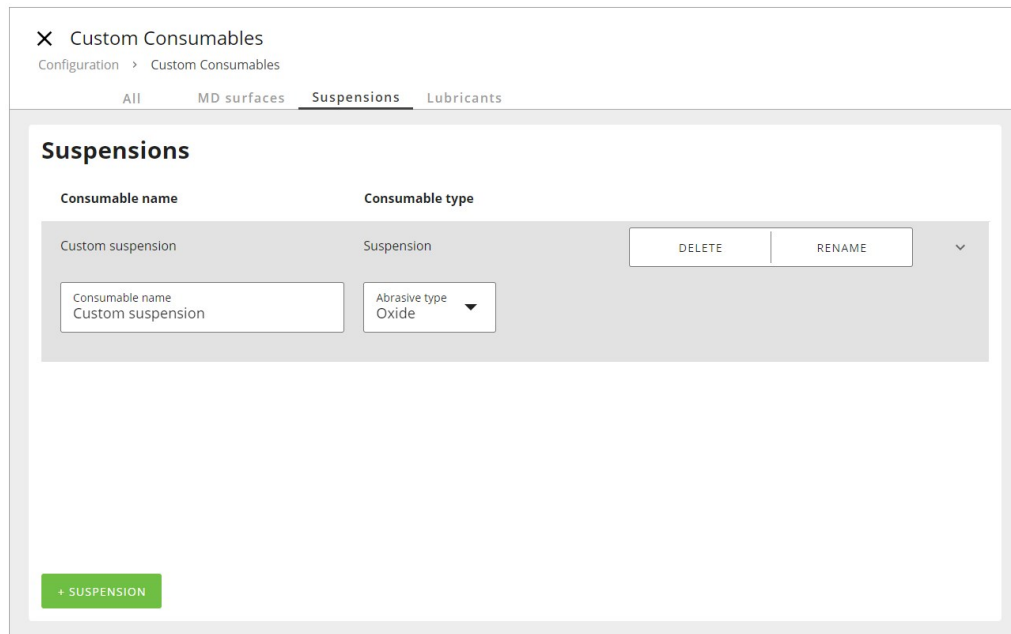 Custom Consumables
Configuration > Custom Consumables
All MD surfaces Suspensions Lubricants
Suspensions
Consumable name Consumable type
Custom suspension Suspension DELETE RENAME
Consumable name Abrasive type
Custom suspension Oxide
+ SUSPENSION